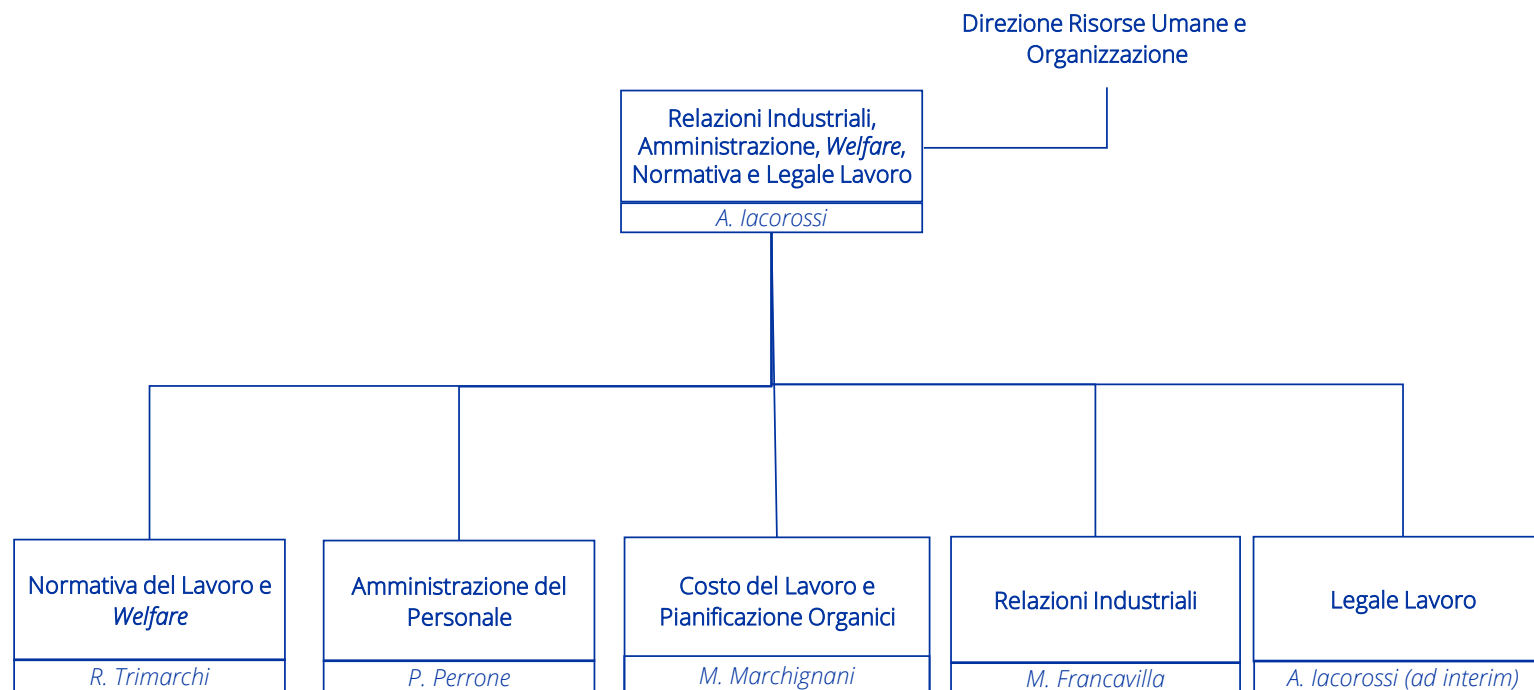 Direzione Risorse Umane e
Organizzazione
Relazioni Industriali,
Amministrazione, Welfare,
Normativa e Legale Lavoro
A. Iacorossi
Normativa del Lavoro e
Welfare
R. Trimarchi
Amministrazione del
Personale
P. Perrone
Costo del Lavoro e
Pianificazione Organici
M. Marchignani
Relazioni Industriali
M. Francavilla
Legale Lavoro
A. Iacorossi (ad interim)